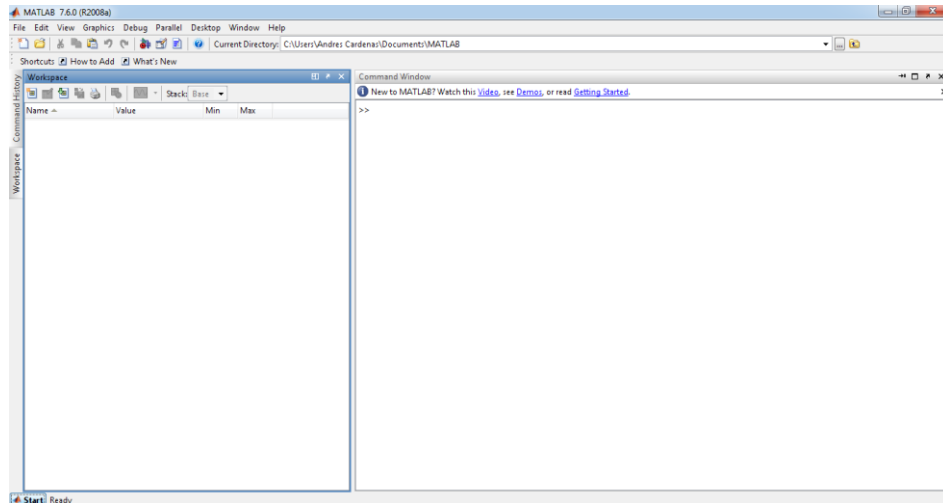 MATLAB 7.6.0 (R2008a)
File Edit View Graphics Debug Parallel Desktop Window Help
Current Directory: C:\Users\Andres Cardenas\Documents\MATLAB
Shortcuts How to Add What's New
Command History
Workspace
Workspace
Stack: Base
Name Value Min Max
Command Window
New to MATLAB? Watch this Video, see Demos, or read Getting Started.
>>
Start Ready